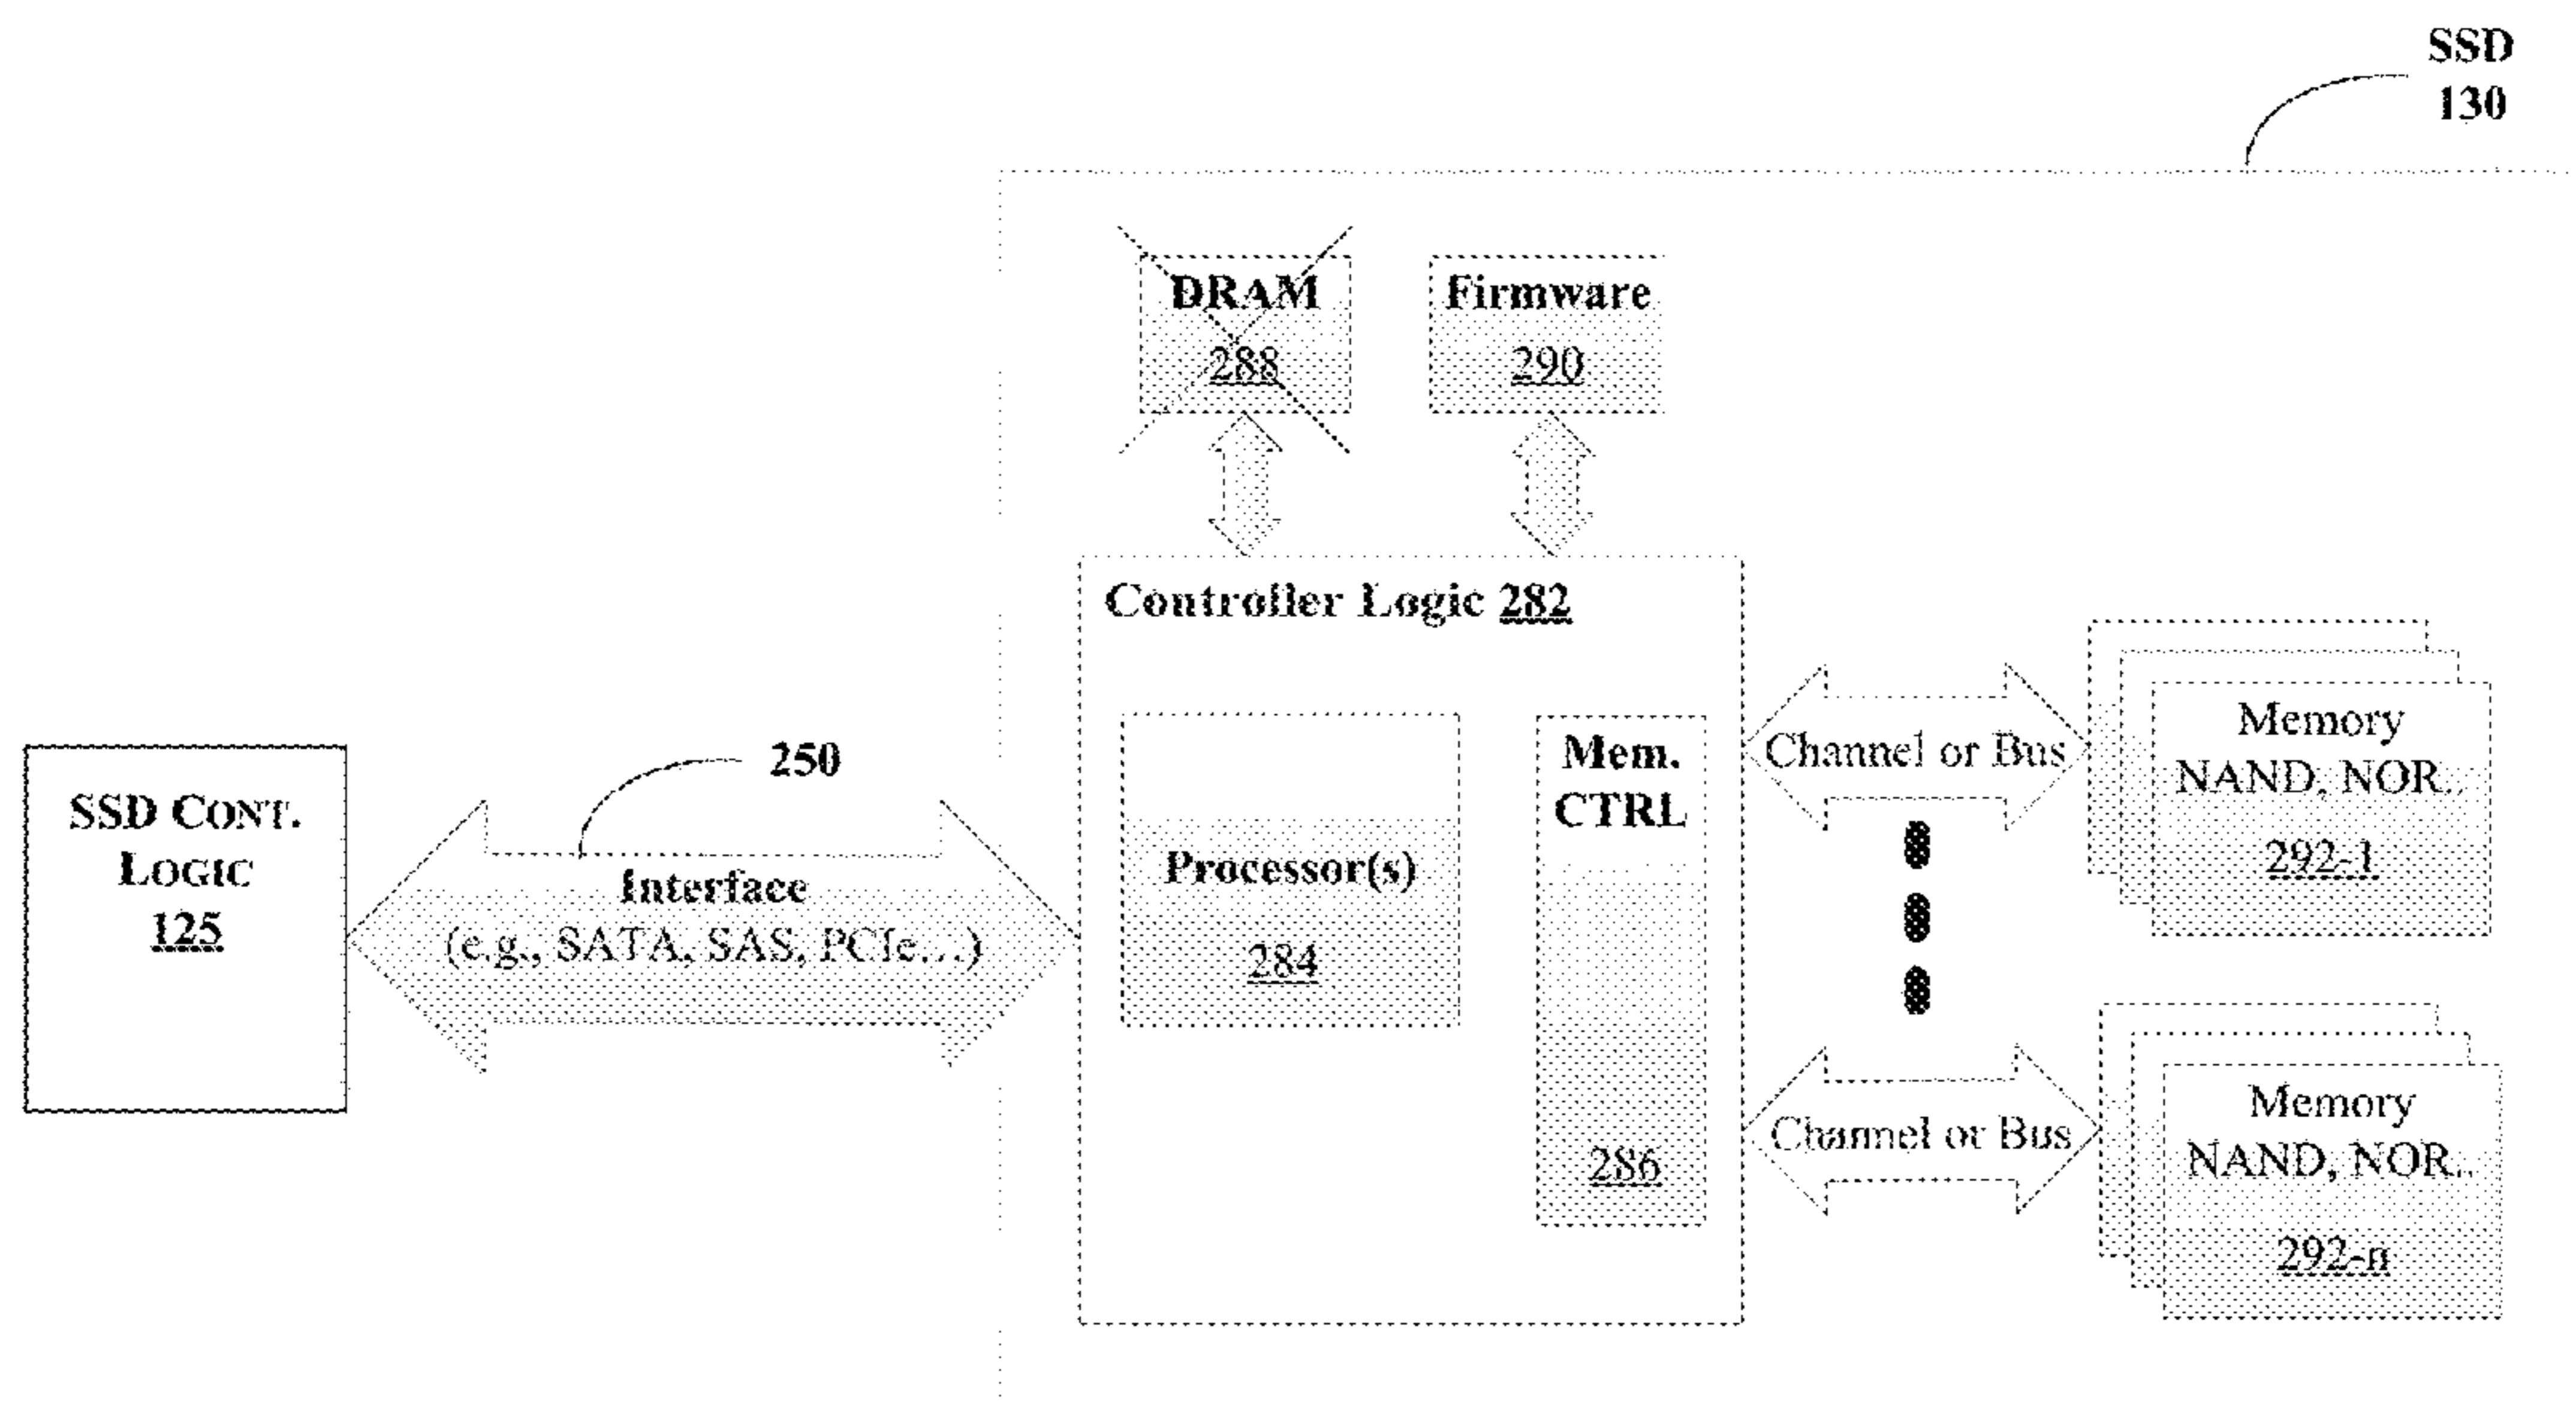 SSD
130
DRAM
288
Firmware
290
Controller Logic 282
SSD CONT.
LOGIC
125
250
Interface
(e.g., SATA, SAS, PCIe...)
Processor(s)
284
Mem.
CTRL
286
Channel or Bus
Memory
NAND, NOR..
292-1
Channel or Bus
Memory
NAND, NOR..
292-n